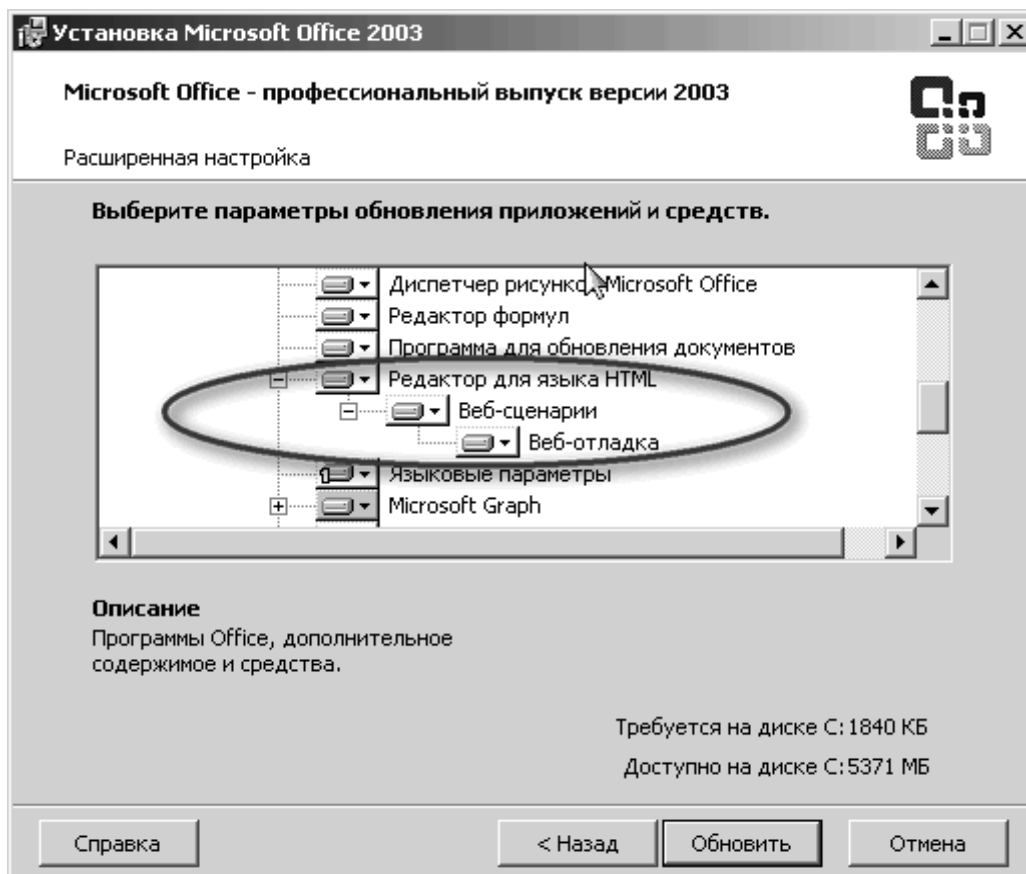 Установка Microsoft Office 2003
Microsoft Office - профессиональный выпуск версии 2003
Расширенная настройка
Выберите параметры обновления приложений и средств.
Диспетчер рисунко Microsoft Office
Редактор формул
Программа для обновления документов
Редактор для языка HTML
Веб-сценарии
Веб-отладка
Языковые параметры
Microsoft Graph
Описание
Программы Office, дополнительное
содержимое и средства.
Требуется на диске C: 1840 КБ
Доступно на диске C: 5371 МБ
Справка
< Назад
Обновить
Отмена